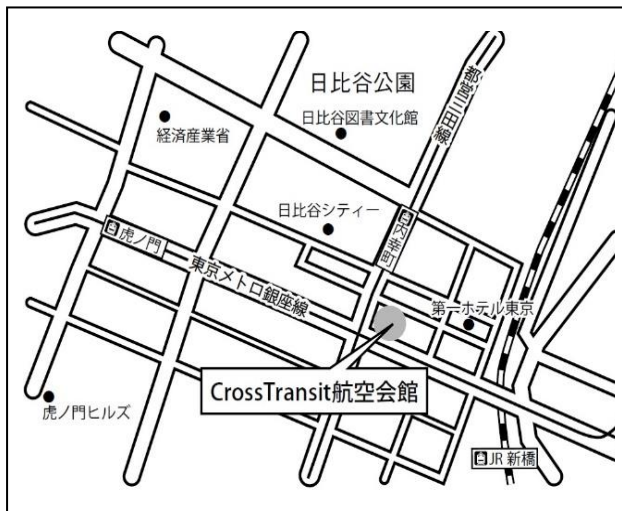 日比谷公園
日比谷図書文化館
都営三田線
経済産業省
日比谷シティー
内幸町
虎ノ門
東京メトロ銀座線
第一ホテル東京
CrossTransit航空会館
虎ノ門ヒルズ
JR 新橋